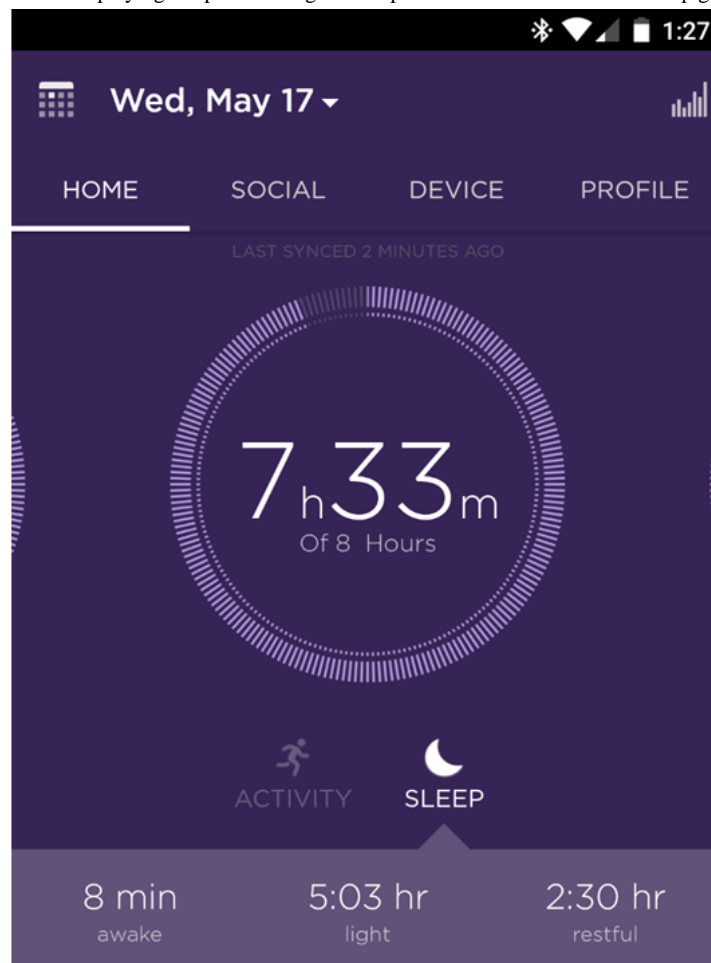 1:27
Wed, May 17
HOME SOCIAL DEVICE PROFILE
LAST SYNCED 2 MINUTES AGO
7h33m
Of 8 Hours
ACTIVITY SLEEP
8 min 5:03 hr 2:30 hr
awake light restful